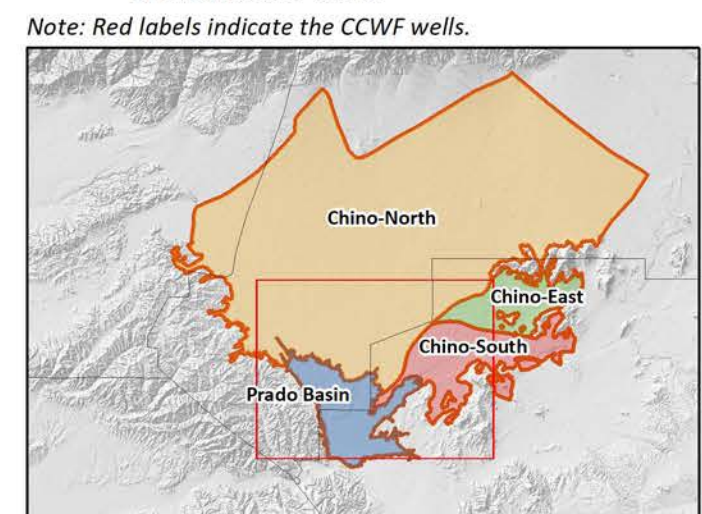 Note: Red labels indicate the CCWF wells.
Chino-North
Chino-East
Chino-South
Prado Basin